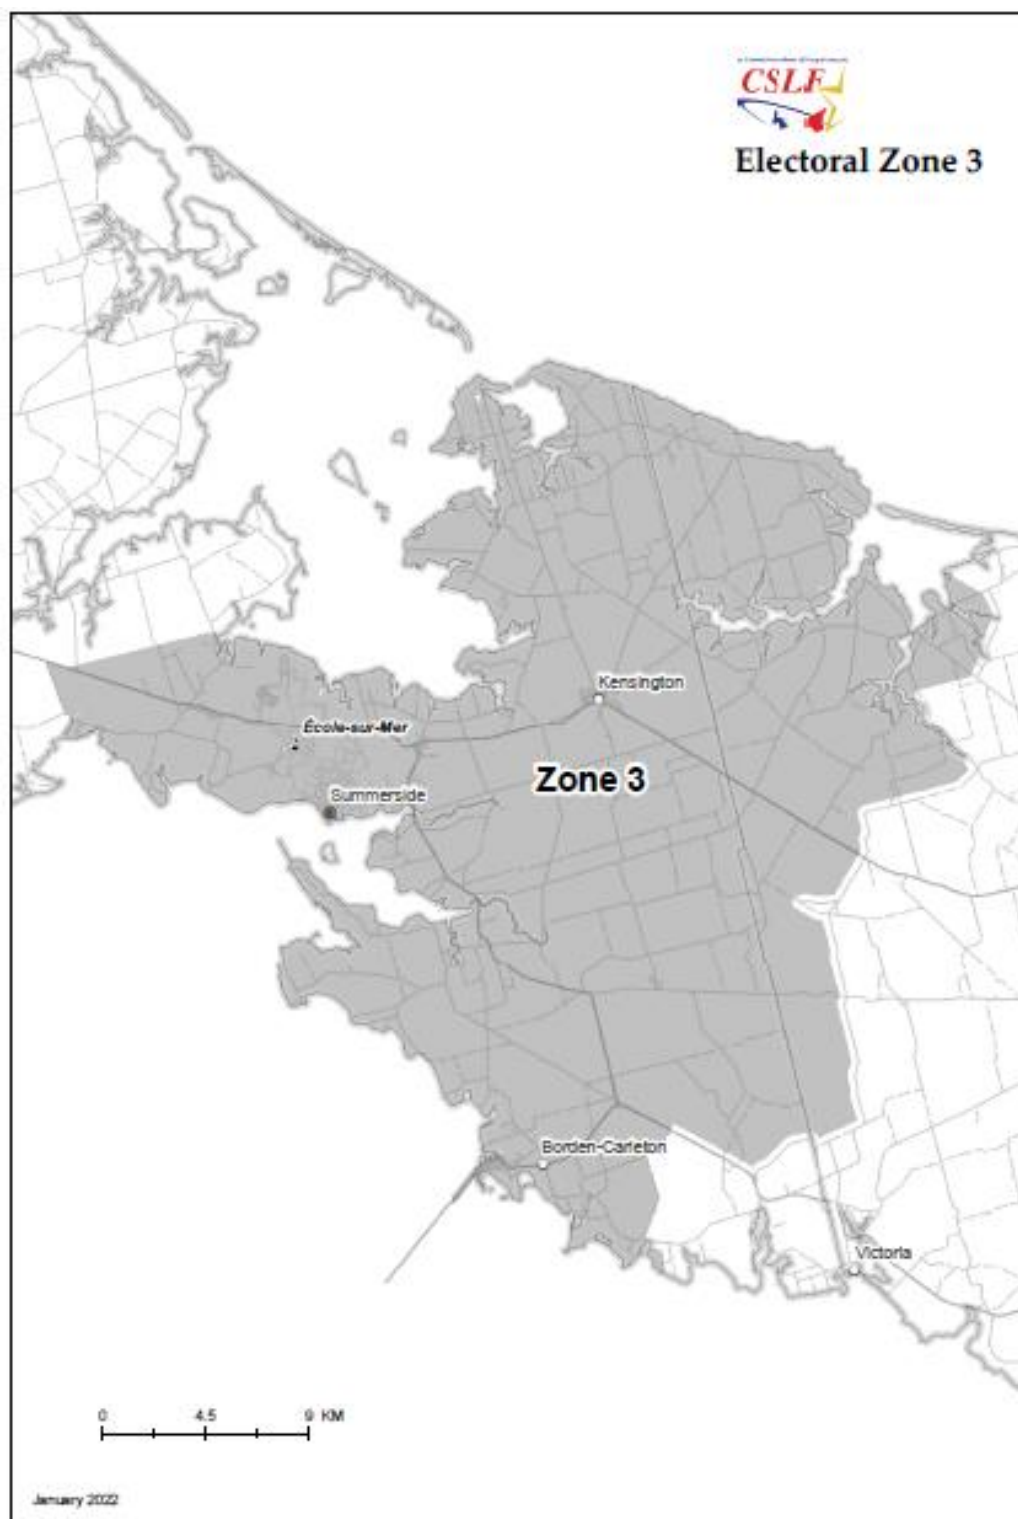 CSLF
Electoral Zone 3
Kensington
École-sur-Mer
Zone 3
Summerside
Borden-Carleton
Victoria
0 4.5 9 KM
January 2022